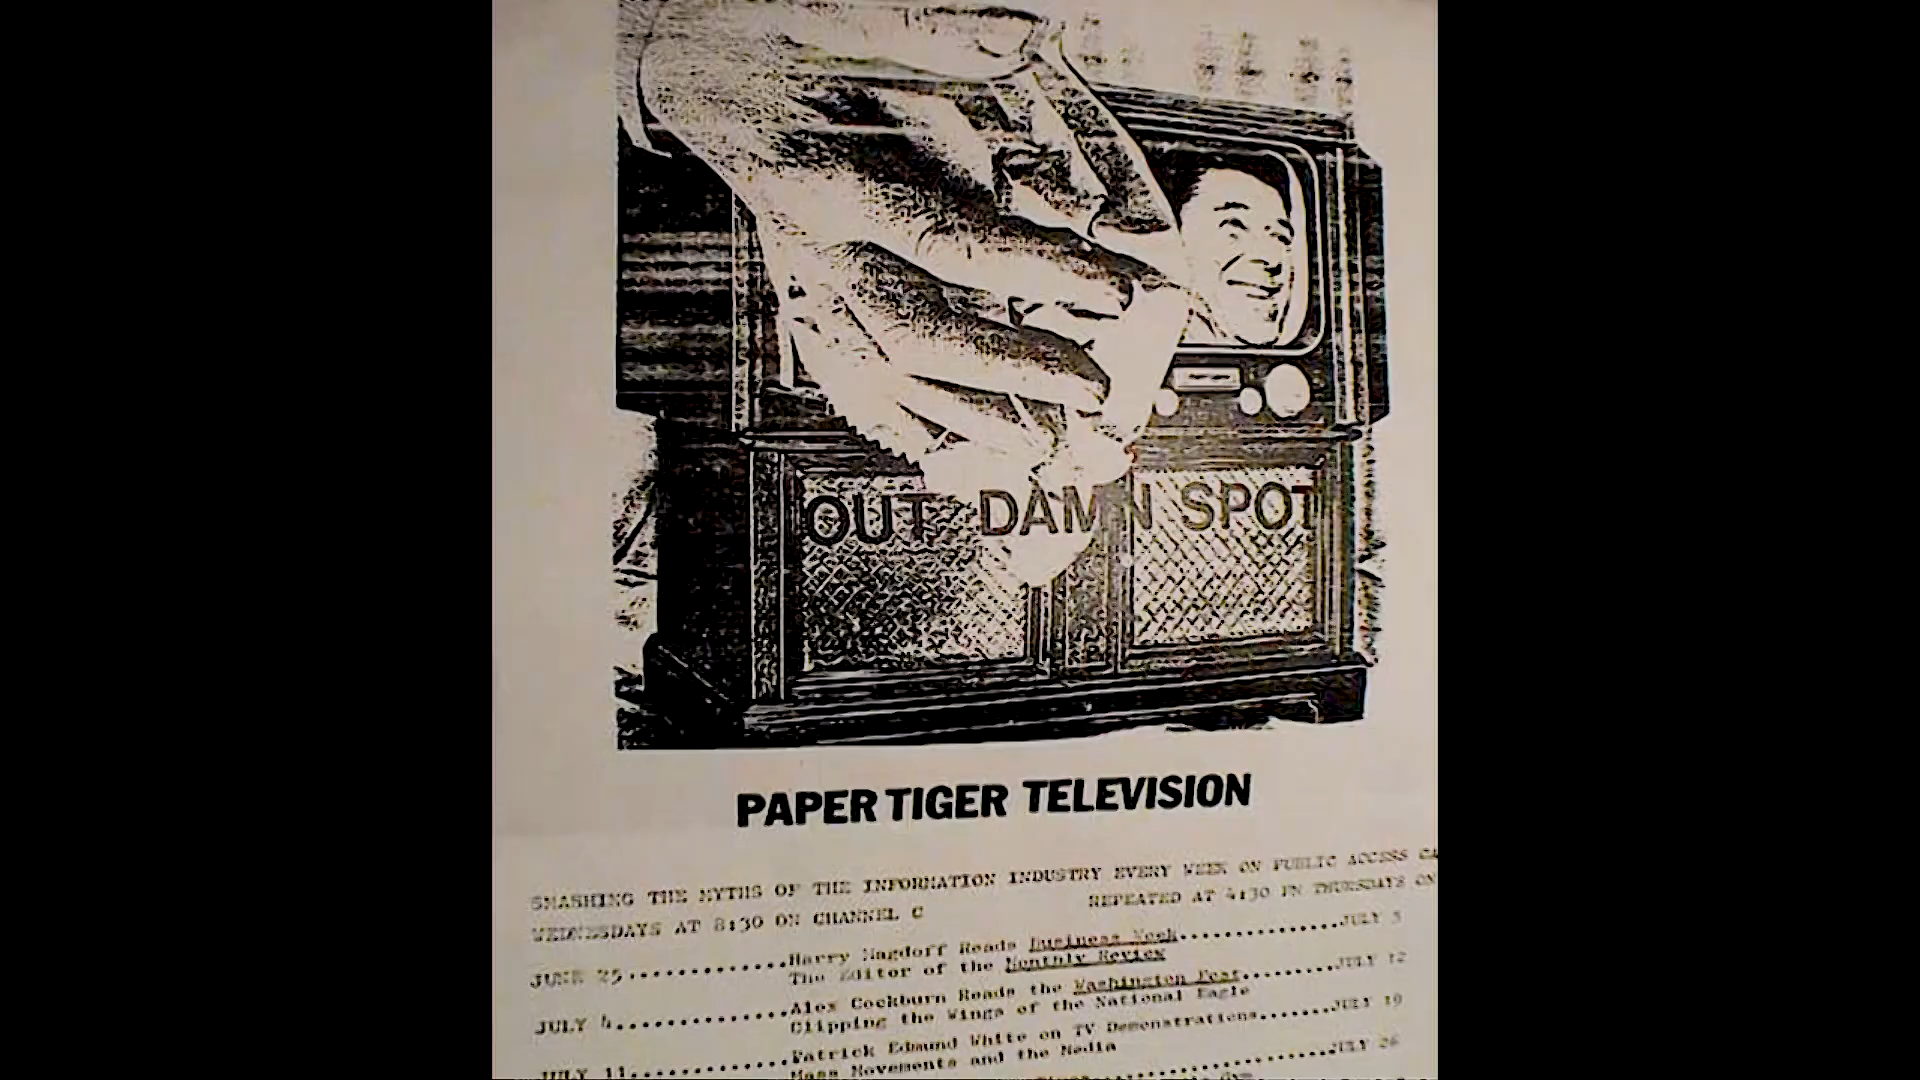 OUT DAMN SPOT
PAPER TIGER TELEVISION
SMASHING THE MYTHS OF THE INFORMATION INDUSTRY EVERY WEEK ON PUBLIC ACCESS CA
WEDNESDAYS AT 8:30 ON CHANNEL C REPEATED AT 4:30 PM THURSDAYS ON
JUNE 25.............Harry Magdoff Reads Business Week................JULY 3
The Editor of the Monthly Review
JULY 4..............Alex Cockburn Reads the Washington Post.........JULY 12
Clipping the Wings of the National Eagle
JULY 11............Patrick Edmund White on TV Demonstrations.......JULY 19
Mass Movements and the Media
JULY 26